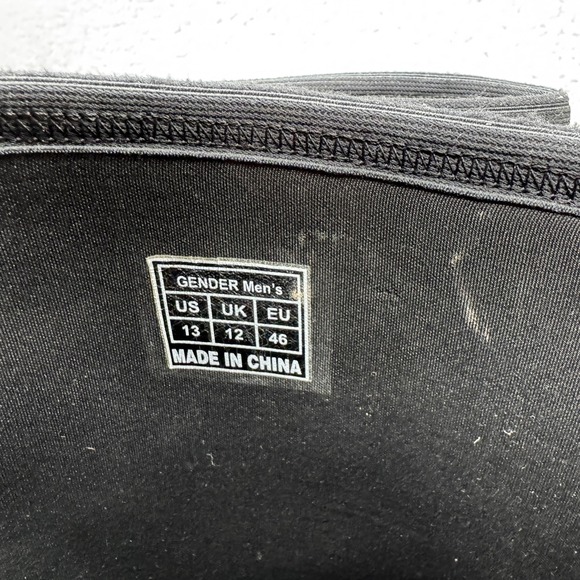 GENDER Men's
US UK EU
13 12 46
MADE IN CHINA